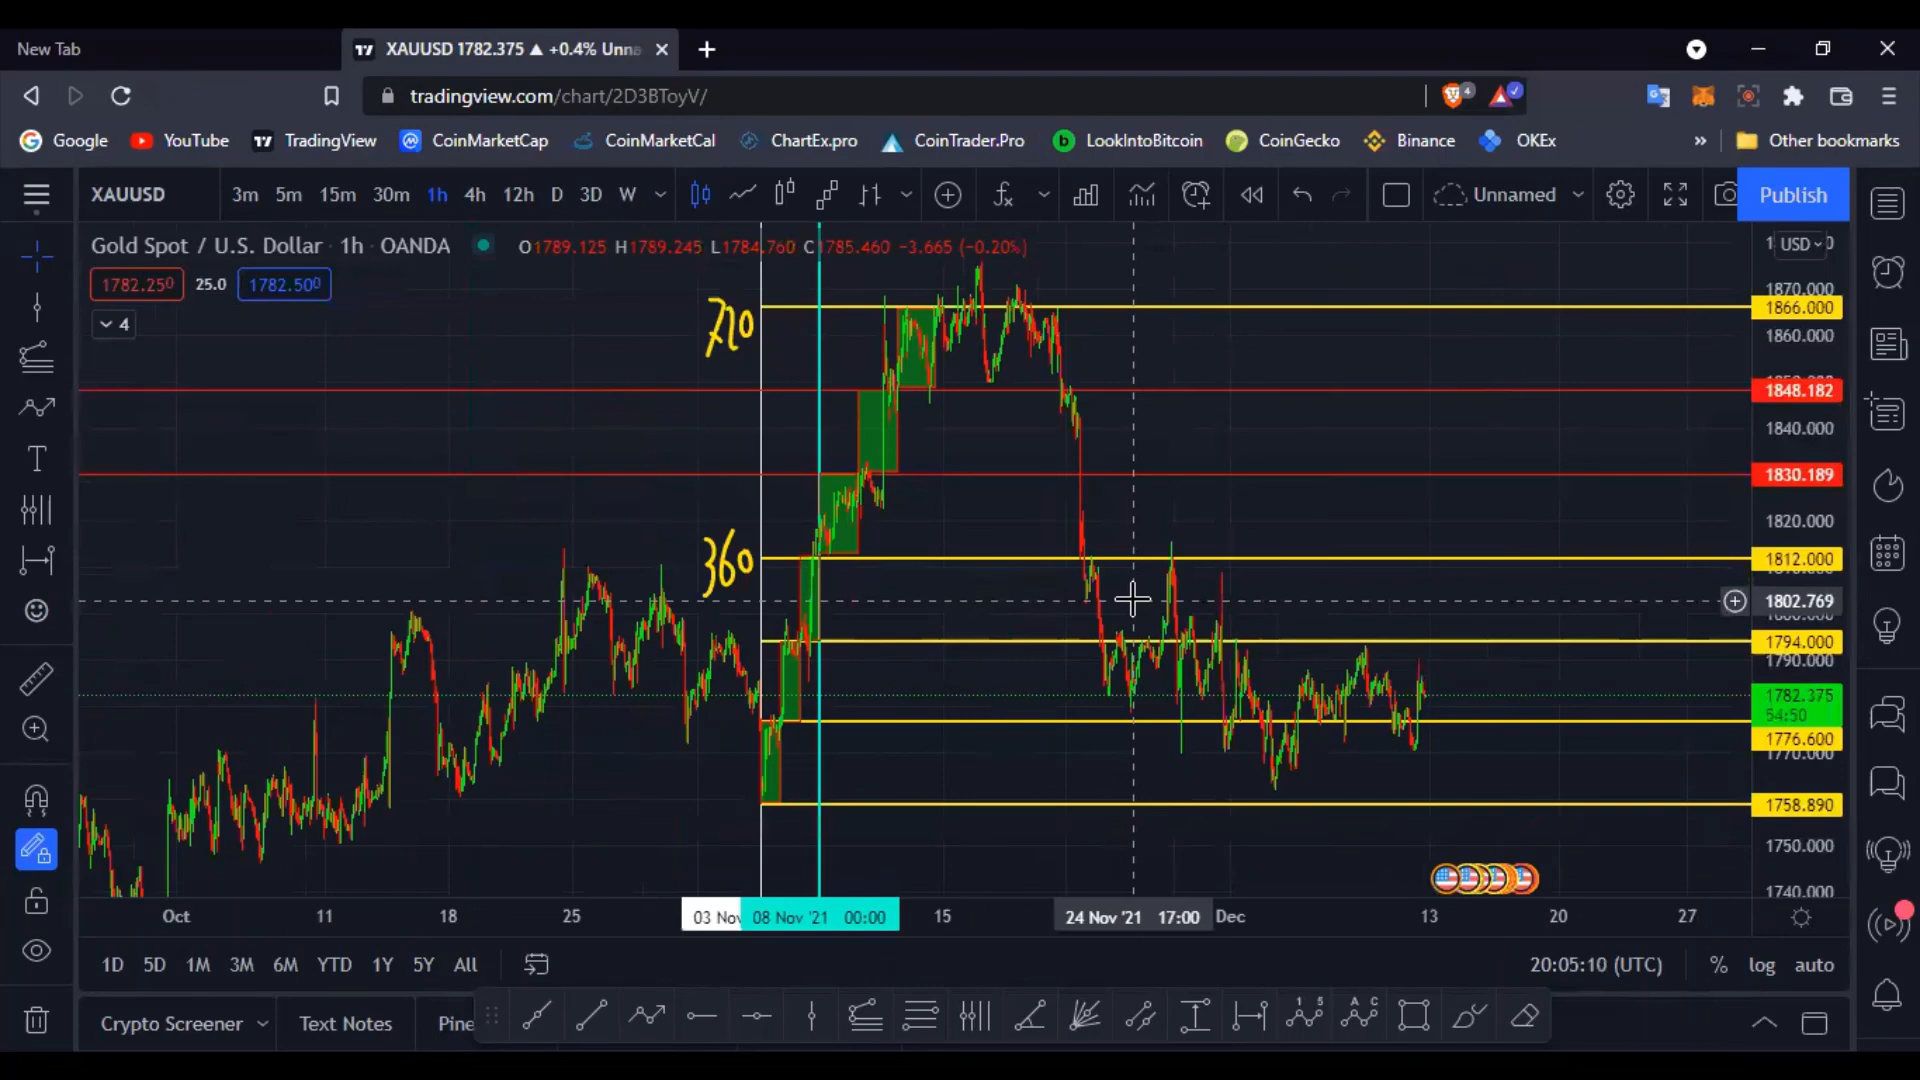 New Tab
XAUUSD 1782.375 ▲ +0.4% Unna
tradingview.com/chart/2D3BToyV/
4
Google YouTube TradingView CoinMarketCap CoinMarketCal ChartEx.pro CoinTrader.Pro LookIntoBitcoin CoinGecko Binance OKEx » Other bookmarks
XAUUSD 3m 5m 15m 30m 1h 4h 12h D 3D W Unnamed Publish
Gold Spot / U.S. Dollar · 1h · OANDA O1789.125 H1789.245 L1784.760 C1785.460 −3.665 (−0.20%)
USD
1782.250 25.0 1782.500
4
1870.000
1866.000
720
1860.000
1848.182
1840.000
1830.189
1820.000
360
1812.000
1802.769
1794.000
1790.000
1782.375
54:50
1776.600
1770.000
1758.890
1750.000
1740.000
Oct 11 18 25 03 Nov 08 Nov '21 00:00 15 24 Nov '21 17:00 Dec 13 20 27
1D 5D 1M 3M 6M YTD 1Y 5Y All 20:05:10 (UTC) % log auto
Crypto Screener Text Notes Pine